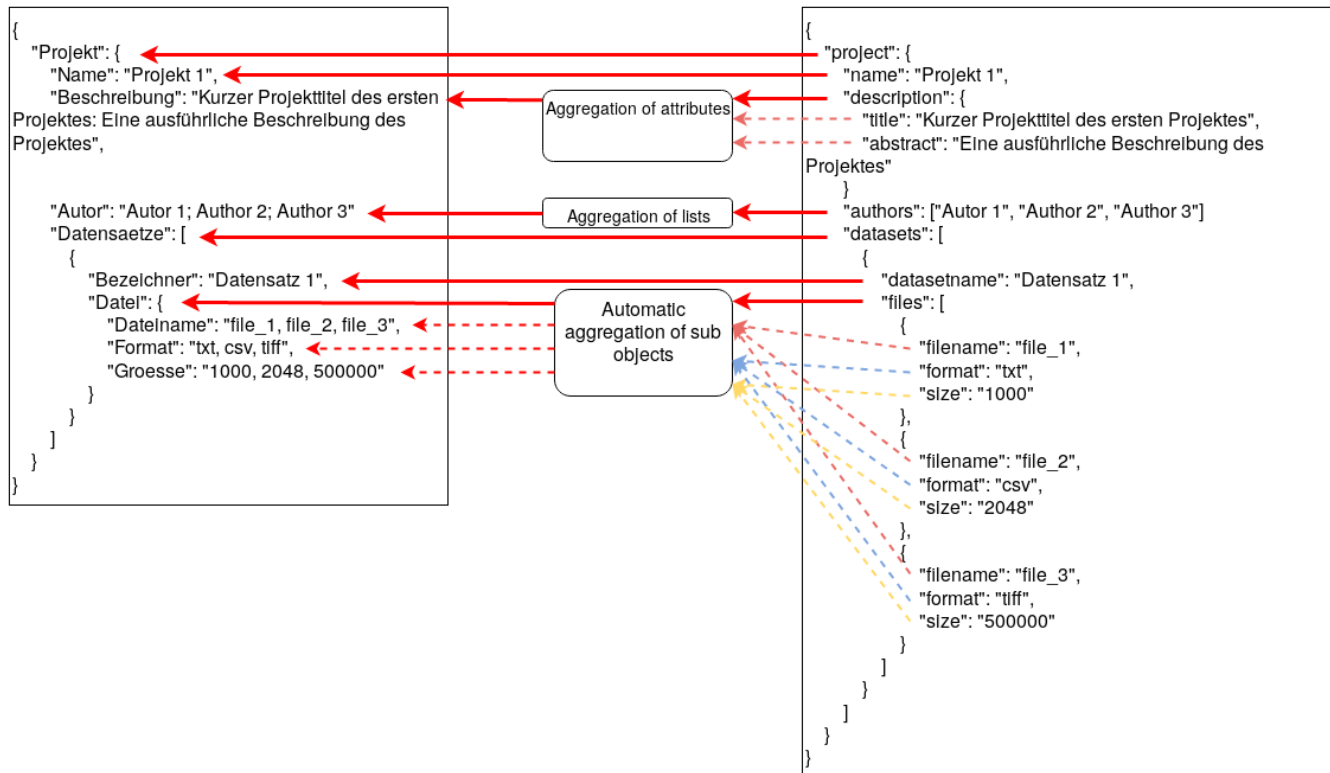 {
"Projekt": {
"Name": "Projekt 1",
"Beschreibung": "Kurzer Projekttitel des ersten
Projektes: Eine ausführliche Beschreibung des
Projektes",
"Autor": "Autor 1; Author 2; Author 3"
"Datensaetze": [
{
"Bezeichner": "Datensatz 1",
"Datei": {
"Dateiname": "file_1, file_2, file_3",
"Format": "txt, csv, tiff",
"Groesse": "1000, 2048, 500000"
}
}
]
}
}
Aggregation of attributes
Aggregation of lists
Automatic
aggregation of sub
objects
{
"project": {
"name": "Projekt 1",
"description": {
"title": "Kurzer Projekttitel des ersten Projektes",
"abstract": "Eine ausführliche Beschreibung des
Projektes"
}
"authors": ["Autor 1", "Author 2", "Author 3"]
"datasets": [
{
"datasetname": "Datensatz 1",
"files": [
{
"filename": "file_1",
"format": "txt",
"size": "1000"
},
{
"filename": "file_2",
"format": "csv",
"size": "2048"
},
{
"filename": "file_3",
"format": "tiff",
"size": "500000"
}
]
}
]
}
}